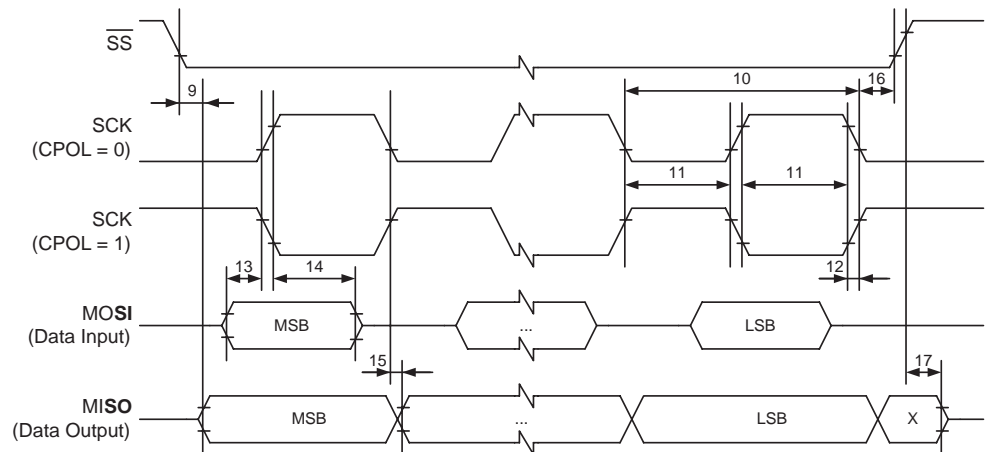 SS
10
16
9
SCK
(CPOL = 0)
11
11
SCK
(CPOL = 1)
13
14
12
MOSI
(Data Input)
MSB
...
LSB
15
17
MISO
(Data Output)
MSB
...
LSB
X